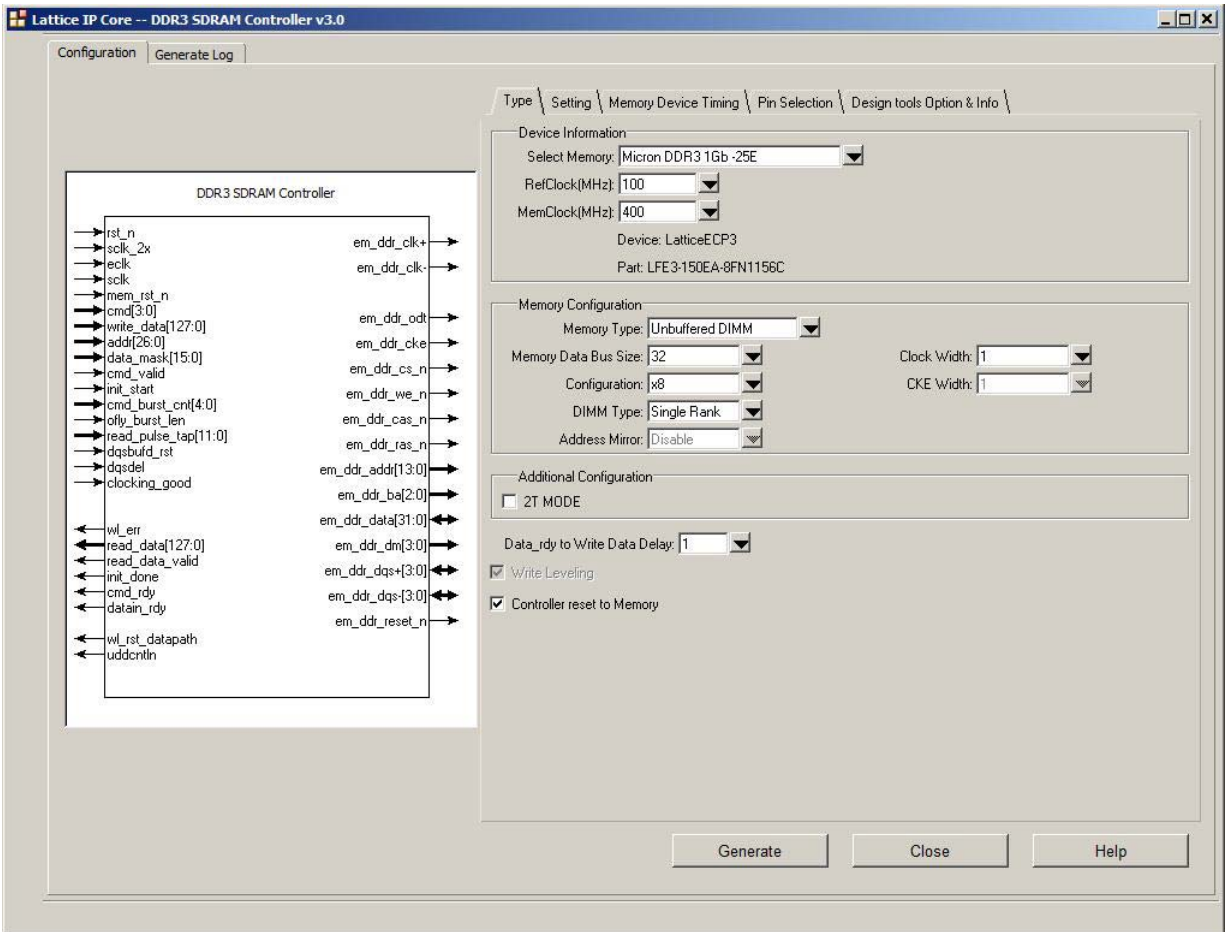 Lattice IP Core -- DDR3 SDRAM Controller v3.0
Configuration
Generate Log
DDR3 SDRAM Controller
rst_n
sclk_2x
eclk
sclk
mem_rst_n
cmd[3:0]
write_data[127:0]
addr[26:0]
data_mask[15:0]
cmd_valid
init_start
cmd_burst_cnt[4:0]
ofly_burst_len
read_pulse_tap[11:0]
dqsbufd_rst
dqsdel
clocking_good
wl_err
read_data[127:0]
read_data_valid
init_done
cmd_rdy
datain_rdy
wl_rst_datapath
uddcntln
em_ddr_clk+
em_ddr_clk-
em_ddr_odt
em_ddr_cke
em_ddr_cs_n
em_ddr_we_n
em_ddr_cas_n
em_ddr_ras_n
em_ddr_addr[13:0]
em_ddr_ba[2:0]
em_ddr_data[31:0]
em_ddr_dm[3:0]
em_ddr_dqs+[3:0]
em_ddr_dqs-[3:0]
em_ddr_reset_n
Type
Setting
Memory Device Timing
Pin Selection
Design tools Option & Info
Device Information
Select Memory: Micron DDR3 1Gb -25E
RefClock(MHz): 100
MemClock(MHz): 400
Device: LatticeECP3
Part: LFE3-150EA-8FN1156C
Memory Configuration
Memory Type: Unbuffered DIMM
Memory Data Bus Size: 32
Clock Width: 1
Configuration: x8
CKE Width: 1
DIMM Type: Single Rank
Address Mirror: Disable
Additional Configuration
2T MODE
Data_rdy to Write Data Delay: 1
Write Leveling
Controller reset to Memory
Generate
Close
Help